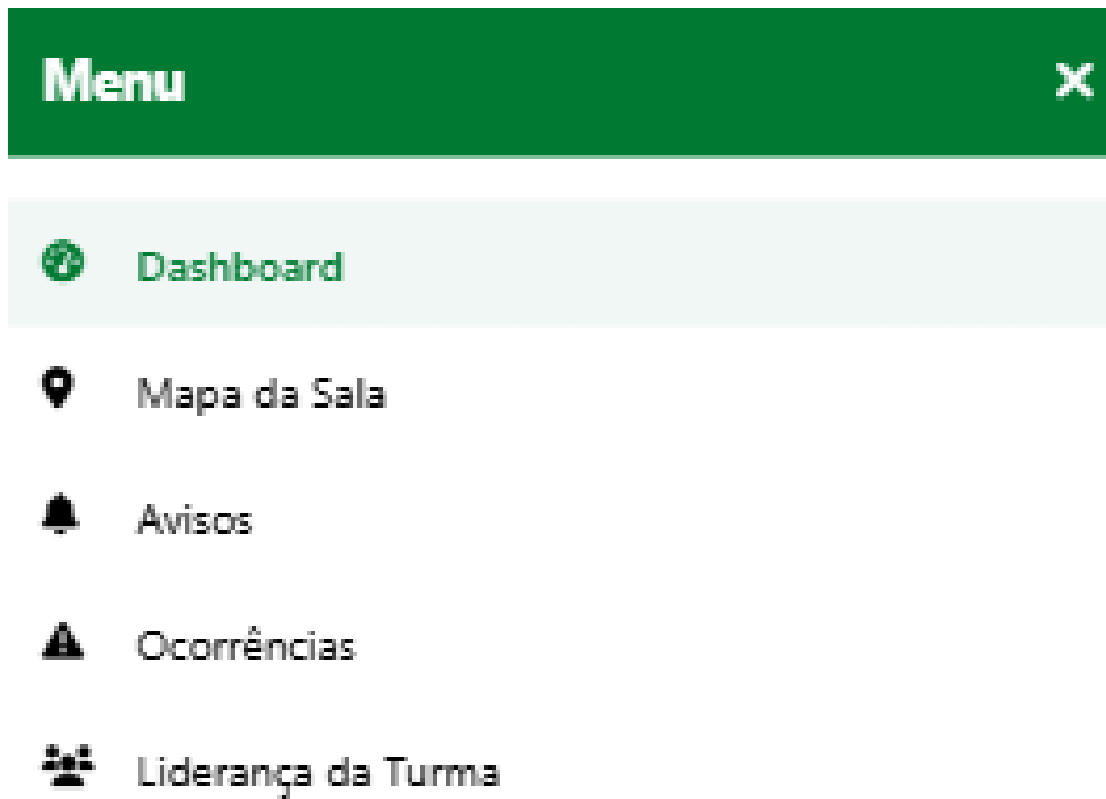 Menu
Dashboard
Mapa da Sala
Avisos
Ocorrências
Liderança da Turma